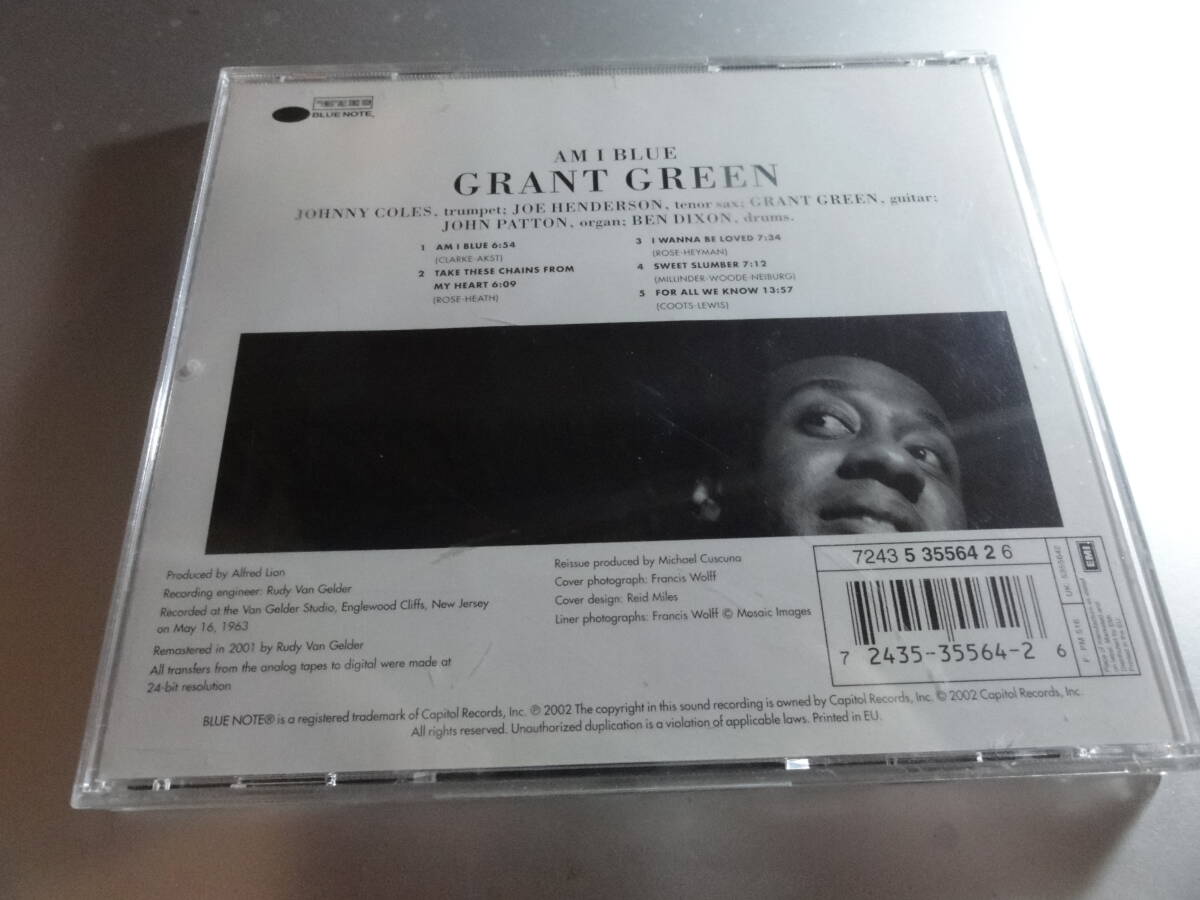 BLUE NOTE
AM I BLUE
GRANT GREEN
JOHNNY COLES, trumpet; JOE HENDERSON, tenor sax; GRANT GREEN, guitar;
JOHN PATTON, organ; BEN DIXON, drums.
1 AM I BLUE 6:54
(CLARKE-AKST)
2 TAKE THESE CHAINS FROM
MY HEART 6:09
(ROSE-HEATH)
3 I WANNA BE LOVED 7:34
(ROSE-HEYMAN)
4 SWEET SLUMBER 7:12
(MILLINDER-WOODE-NEIBURG)
5 FOR ALL WE KNOW 13:57
(COOTS-LEWIS)
Produced by Alfred Lion
Recording engineer: Rudy Van Gelder
Recorded at the Van Gelder Studio, Englewood Cliffs, New Jersey
on May 16, 1963
Remastered in 2001 by Rudy Van Gelder
All transfers from the analog tapes to digital were made at
24-bit resolution
Reissue produced by Michael Cuscuna
Cover photograph: Francis Wolff
Cover design: Reid Miles
Liner photographs: Francis Wolff © Mosaic Images
7243 5 35564 2 6
7 2435-35564-2 6
UK: 5355642
F: PM 516
EMI
BLUE NOTE® is a registered trademark of Capitol Records, Inc. ℗ 2002 The copyright in this sound recording is owned by Capitol Records, Inc. © 2002 Capitol Records, Inc.
All rights reserved. Unauthorized duplication is a violation of applicable laws. Printed in EU.